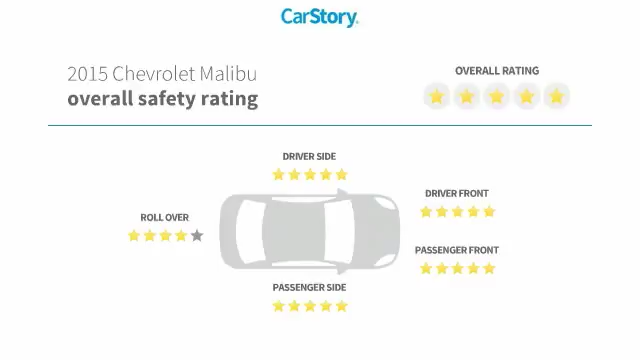 CarStory
2015 Chevrolet Malibu
overall safety rating
OVERALL RATING
DRIVER SIDE
DRIVER FRONT
ROLL OVER
PASSENGER FRONT
PASSENGER SIDE